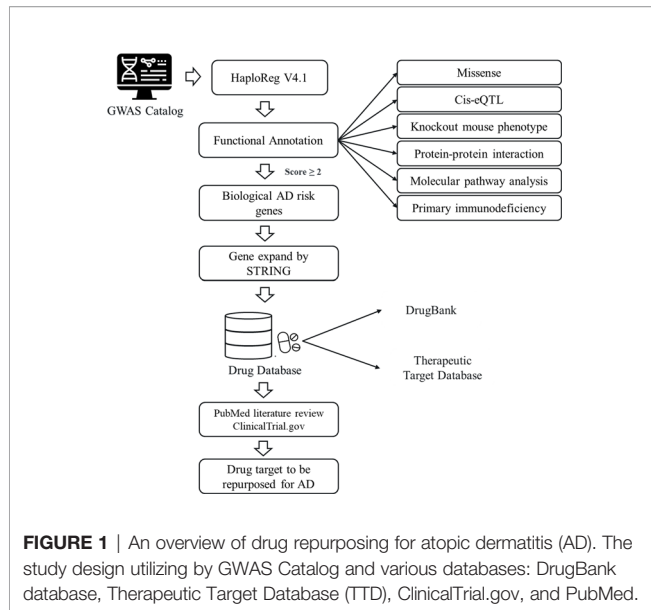 GWAS Catalog
HaploReg V4.1
Functional Annotation
Missense
Cis-eQTL
Knockout mouse phenotype
Protein-protein interaction
Molecular pathway analysis
Primary immunodeficiency
Score ≥ 2
Biological AD risk
genes
Gene expand by
STRING
Drug Database
DrugBank
Therapeutic
Target Database
PubMed literature review
ClinicalTrial.gov
Drug target to be
repurposed for AD
FIGURE 1 | An overview of drug repurposing for atopic dermatitis (AD). The
study design utilizing by GWAS Catalog and various databases: DrugBank
database, Therapeutic Target Database (TTD), ClinicalTrial.gov, and PubMed.